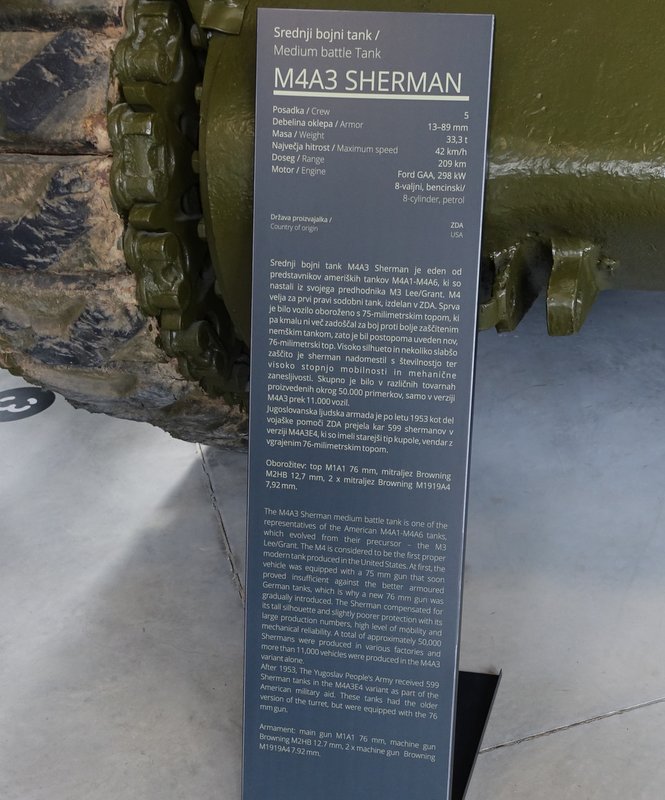 Srednji bojni tank /
Medium battle Tank
M4A3 SHERMAN
Posadka / Crew 5
Debelina oklepa / Armor 13–89 mm
Masa / Weight 33,3 t
Največja hitrost / Maximum speed 42 km/h
Doseg / Range 209 km
Motor / Engine Ford GAA, 298 kW
8-valjni, bencinski/
8-cylinder, petrol
Država proizvajalka / ZDA
Country of origin USA
Srednji bojni tank M4A3 Sherman je eden od
predstavnikov ameriških tankov M4A1-M4A6, ki so
nastali iz svojega predhodnika M3 Lee/Grant. M4
velja za prvi pravi sodobni tank, izdelan v ZDA. Sprva
je bilo vozilo oboroženo s 75-milimetrskim topom, ki
pa kmalu ni več zadoščal za boj proti bolje zaščitenim
nemškim tankom, zato je bil postopoma uveden nov,
76-milimetrski top. Visoko silhueto in nekoliko slabšo
zaščito je sherman nadomestil s številnostjo ter
visoko stopnjo mobilnosti in mehanične
zanesljivosti. Skupno je bilo v različnih tovarnah
proizvedenih okrog 50.000 primerkov, samo v verziji
M4A3 prek 11.000 vozil.
Jugoslovanska ljudska armada je po letu 1953 kot del
vojaške pomoči ZDA prejela kar 599 shermanov v
verziji M4A3E4, ki so imeli starejši tip kupole, vendar z
vgrajenim 76-milimetrskim topom.
Oborožitev: top M1A1 76 mm, mitraljez Browning
M2HB 12,7 mm, 2 x mitraljez Browning M1919A4
7,92 mm.
The M4A3 Sherman medium battle tank is one of the
representatives of the American M4A1-M4A6 tanks,
which evolved from their precursor – the M3
Lee/Grant. The M4 is considered to be the first proper
modern tank produced in the United States. At first, the
vehicle was equipped with a 75 mm gun that soon
proved insufficient against the better armoured
German tanks, which is why a new 76 mm gun was
gradually introduced. The Sherman compensated for
its tall silhouette and slightly poorer protection with its
large production numbers, high level of mobility and
mechanical reliability. A total of approximately 50,000
Shermans were produced in various factories and
more than 11,000 vehicles were produced in the M4A3
variant alone.
After 1953, The Yugoslav People's Army received 599
Sherman tanks in the M4A3E4 variant as part of the
American military aid. These tanks had the older
version of the turret, but were equipped with the 76
mm gun.
Armament: main gun M1A1 76 mm, machine gun
Browning M2HB 12.7 mm, 2 x machine gun Browning
M1919A4 7.92 mm.
3